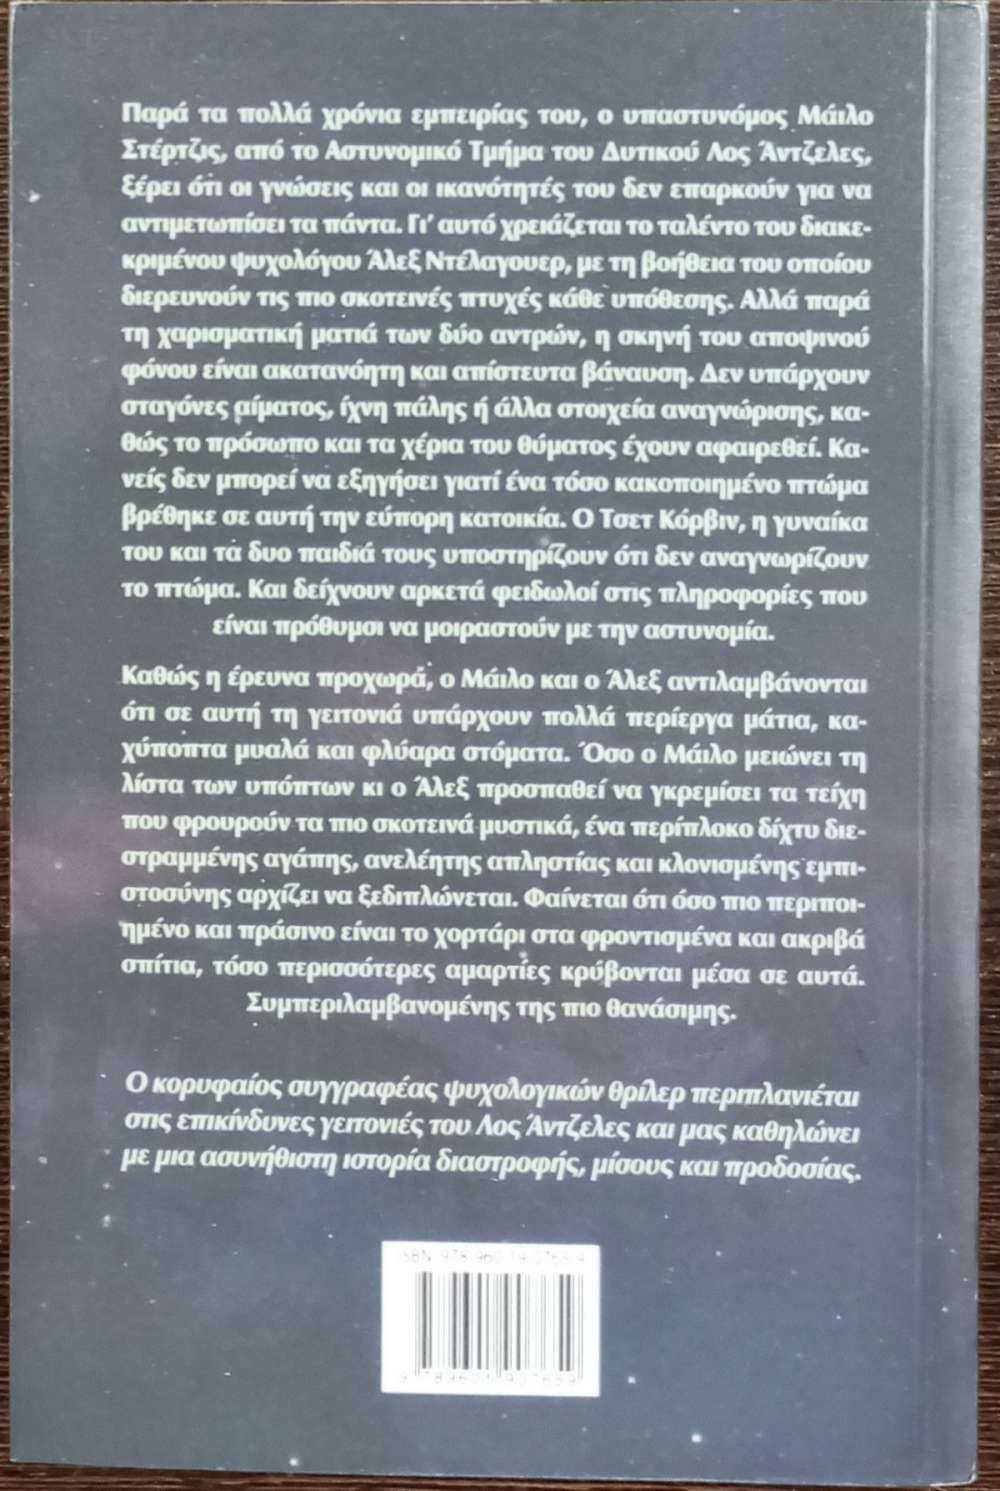 Παρά τα πολλά χρόνια εμπειρίας του, ο υπαστυνόμος Μάιλο
Στέρτζις, από το Αστυνομικό Τμήμα του Δυτικού Λος Άντζελες,
ξέρει ότι οι γνώσεις και οι ικανότητές του δεν επαρκούν για να
αντιμετωπίσει τα πάντα. Γι’ αυτό χρειάζεται το ταλέντο του διακε-
κριμένου ψυχολόγου Άλεξ Ντέλαγουερ, με τη βοήθεια του οποίου
διερευνούν τις πιο σκοτεινές πτυχές κάθε υπόθεσης. Αλλά παρά
τη χαρισματική ματιά των δύο αντρών, η σκηνή του αποψινού
φόνου είναι ακατανόητη και απίστευτα βάναυση. Δεν υπάρχουν
σταγόνες αίματος, ίχνη πάλης ή άλλα στοιχεία αναγνώρισης, κα-
θώς το πρόσωπο και τα χέρια του θύματος έχουν αφαιρεθεί. Κα-
νείς δεν μπορεί να εξηγήσει γιατί ένα τόσο κακοποιημένο πτώμα
βρέθηκε σε αυτή την εύπορη κατοικία. Ο Τσετ Κόρβιν, η γυναίκα
του και τα δυο παιδιά τους υποστηρίζουν ότι δεν αναγνωρίζουν
το πτώμα. Και δείχνουν αρκετά φειδωλοί στις πληροφορίες που
είναι πρόθυμοι να μοιραστούν με την αστυνομία.
Καθώς η έρευνα προχωρά, ο Μάιλο και ο Άλεξ αντιλαμβάνονται
ότι σε αυτή τη γειτονιά υπάρχουν πολλά περίεργα μάτια, κα-
χύποπτα μυαλά και φλύαρα στόματα. Όσο ο Μάιλο μειώνει τη
λίστα των υπόπτων κι ο Άλεξ προσπαθεί να γκρεμίσει τα τείχη
που φρουρούν τα πιο σκοτεινά μυστικά, ένα περίπλοκο δίχτυ διε-
στραμμένης αγάπης, ανελέητης απληστίας και κλονισμένης εμπι-
στοσύνης αρχίζει να ξεδιπλώνεται. Φαίνεται ότι όσο πιο περιποι-
ημένο και πράσινο είναι το χορτάρι στα φροντισμένα και ακριβά
σπίτια, τόσο περισσότερες αμαρτίες κρύβονται μέσα σε αυτά.
Συμπεριλαμβανομένης της πιο θανάσιμης.
Ο κορυφαίος συγγραφέας ψυχολογικών θρίλερ περιπλανιέται
στις επικίνδυνες γειτονιές του Λος Άντζελες και μας καθηλώνει
με μια ασυνήθιστη ιστορία διαστροφής, μίσους και προδοσίας.
ISBN